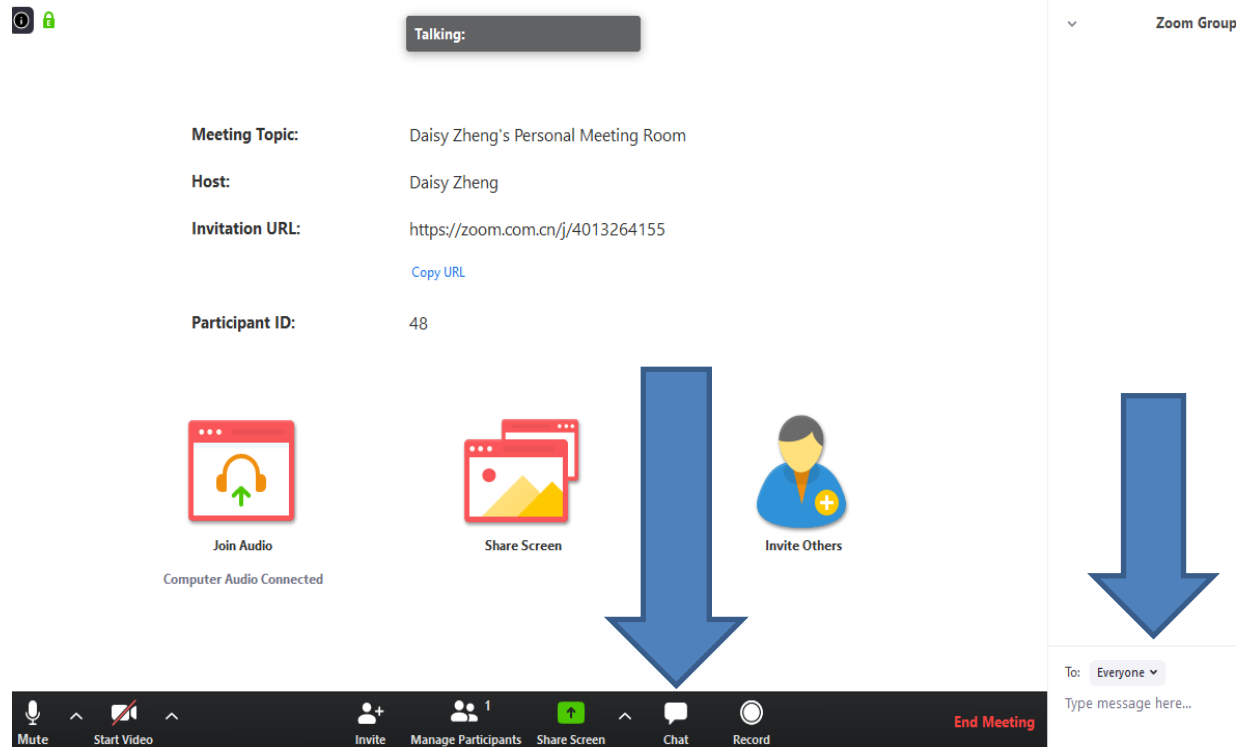 Talking:
Zoom Group
Meeting Topic: Daisy Zheng's Personal Meeting Room
Host: Daisy Zheng
Invitation URL: https://zoom.com.cn/j/4013264155
Copy URL
Participant ID: 48
Join Audio Share Screen Invite Others
Computer Audio Connected
To: Everyone
Type message here...
Mute Start Video Invite Manage Participants 1 Share Screen Chat Record End Meeting